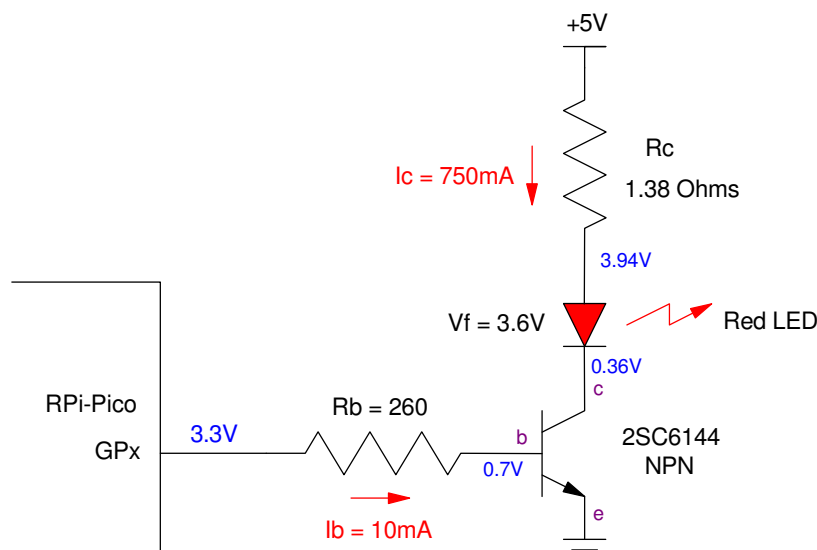 +5V
Rc
1.38 Ohms
Ic = 750mA
3.94V
Vf = 3.6V
Red LED
0.36V
c
RPi-Pico
GPx
3.3V
Rb = 260
b
0.7V
2SC6144
NPN
Ib = 10mA
e